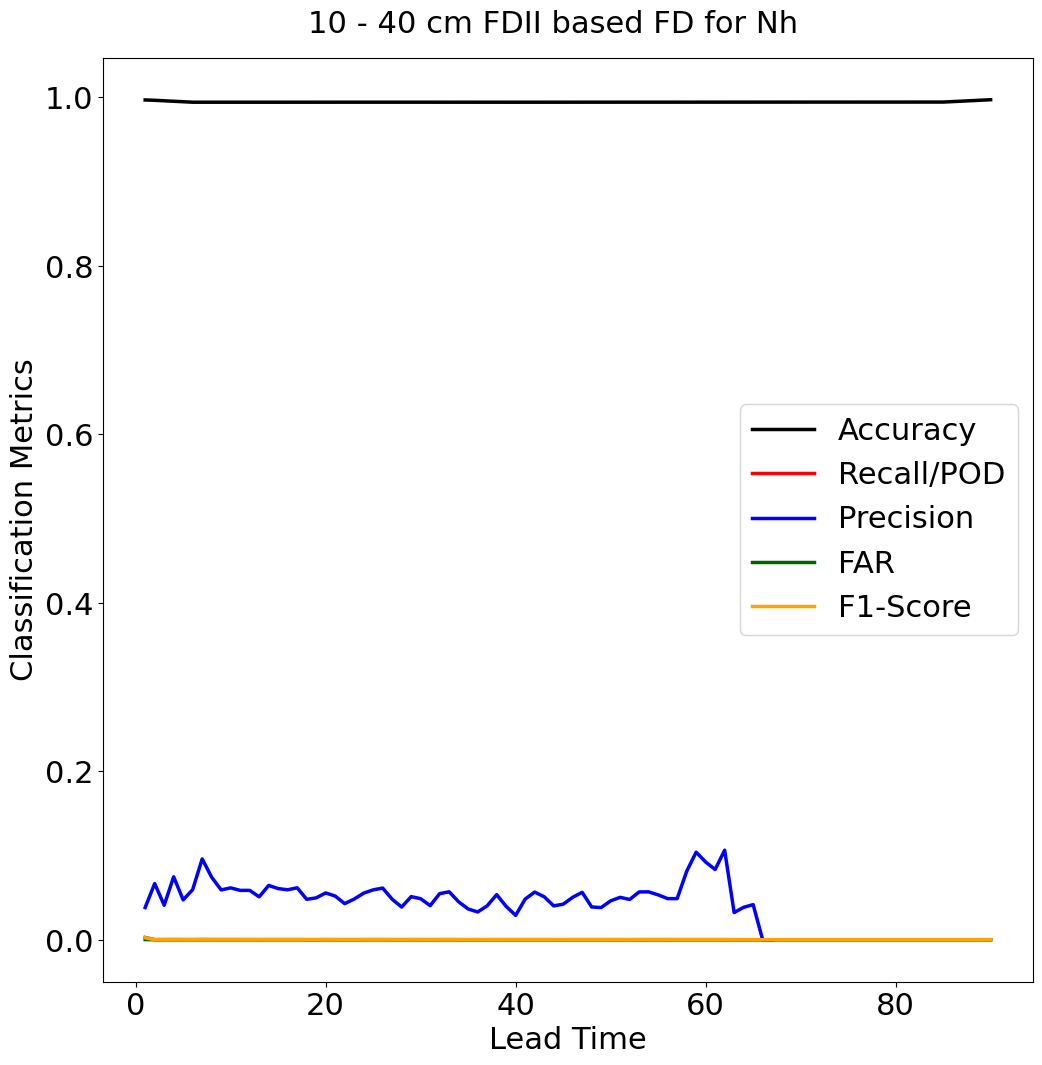 10 - 40 cm FDII based FD for Nh
1.0
0.8
0.6
0.4
0.2
0.0
Classification Metrics
Accuracy
Recall/POD
Precision
FAR
F1-Score
0 20 40 60 80
Lead Time